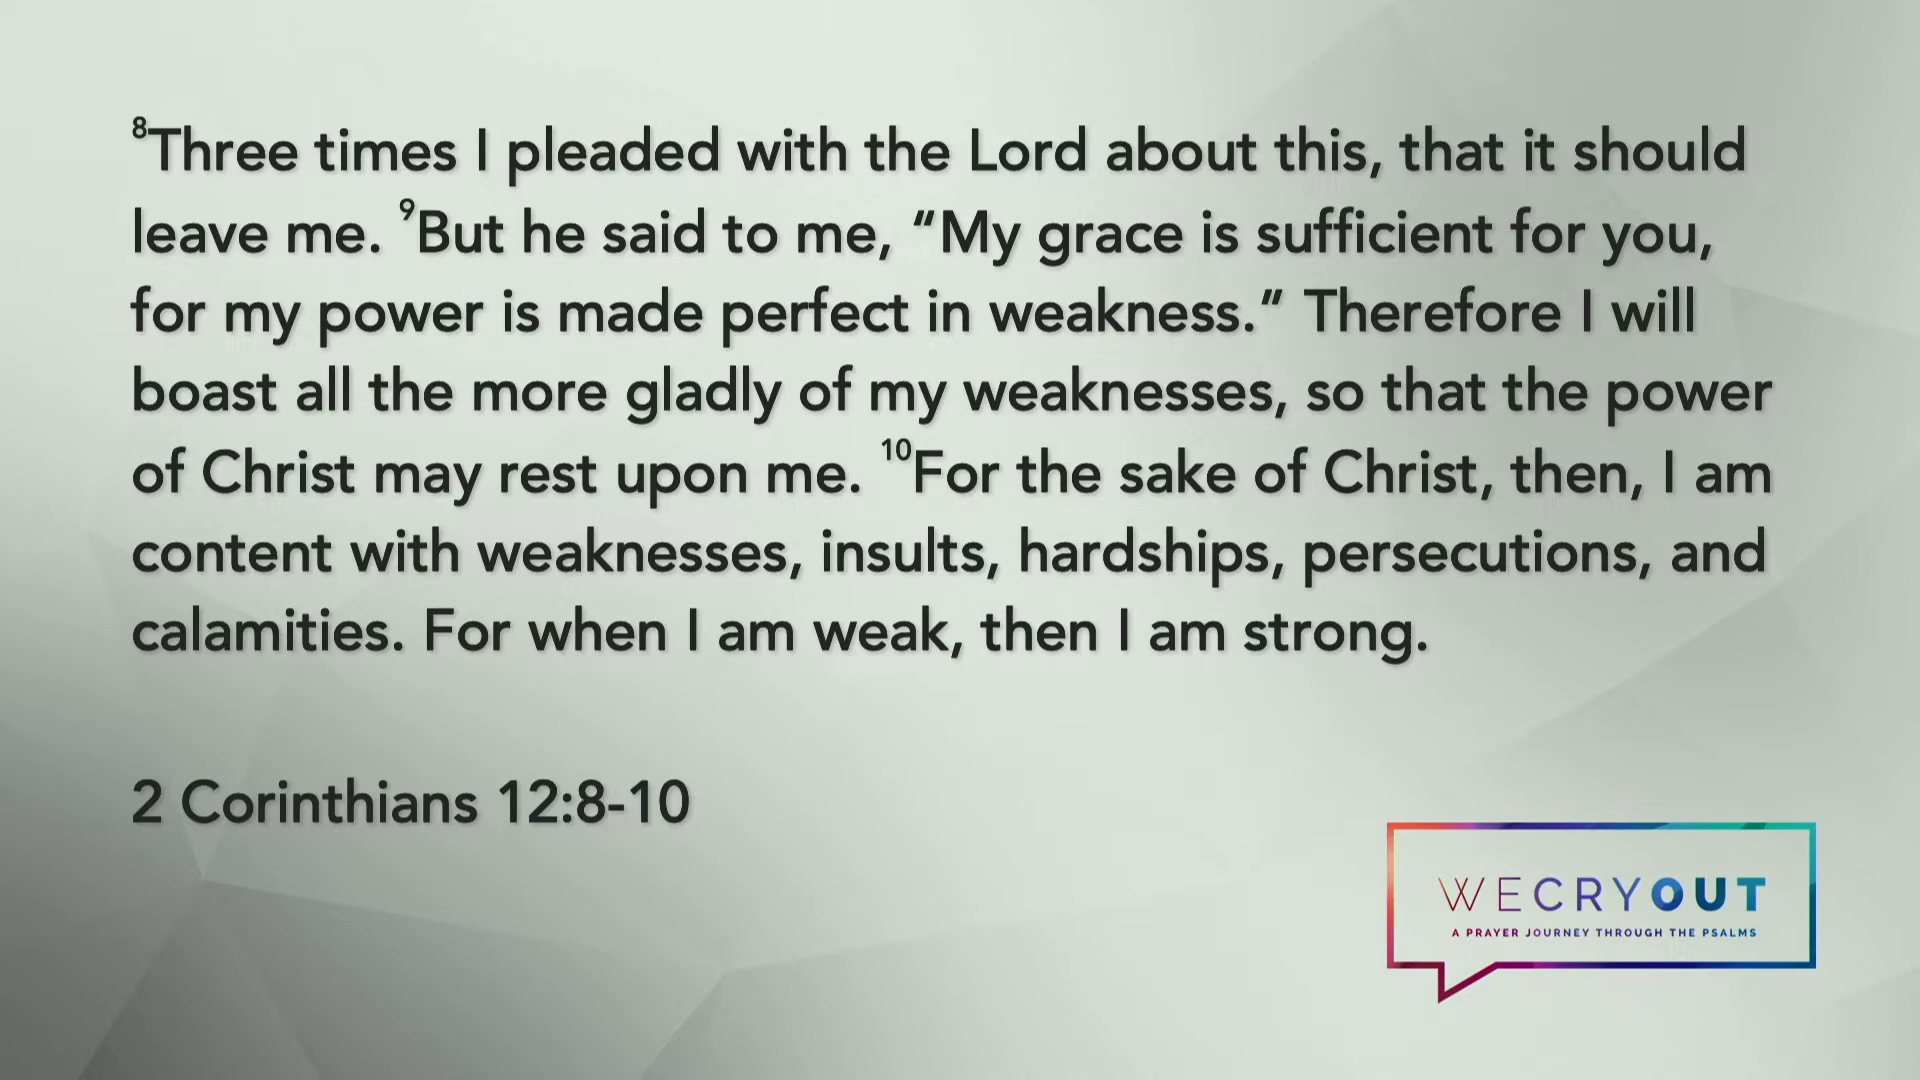 ⁸Three times I pleaded with the Lord about this, that it should
leave me. ⁹But he said to me, “My grace is sufficient for you,
for my power is made perfect in weakness.” Therefore I will
boast all the more gladly of my weaknesses, so that the power
of Christ may rest upon me. ¹⁰For the sake of Christ, then, I am
content with weaknesses, insults, hardships, persecutions, and
calamities. For when I am weak, then I am strong.
2 Corinthians 12:8-10
WECRYOUT
A PRAYER JOURNEY THROUGH THE PSALMS